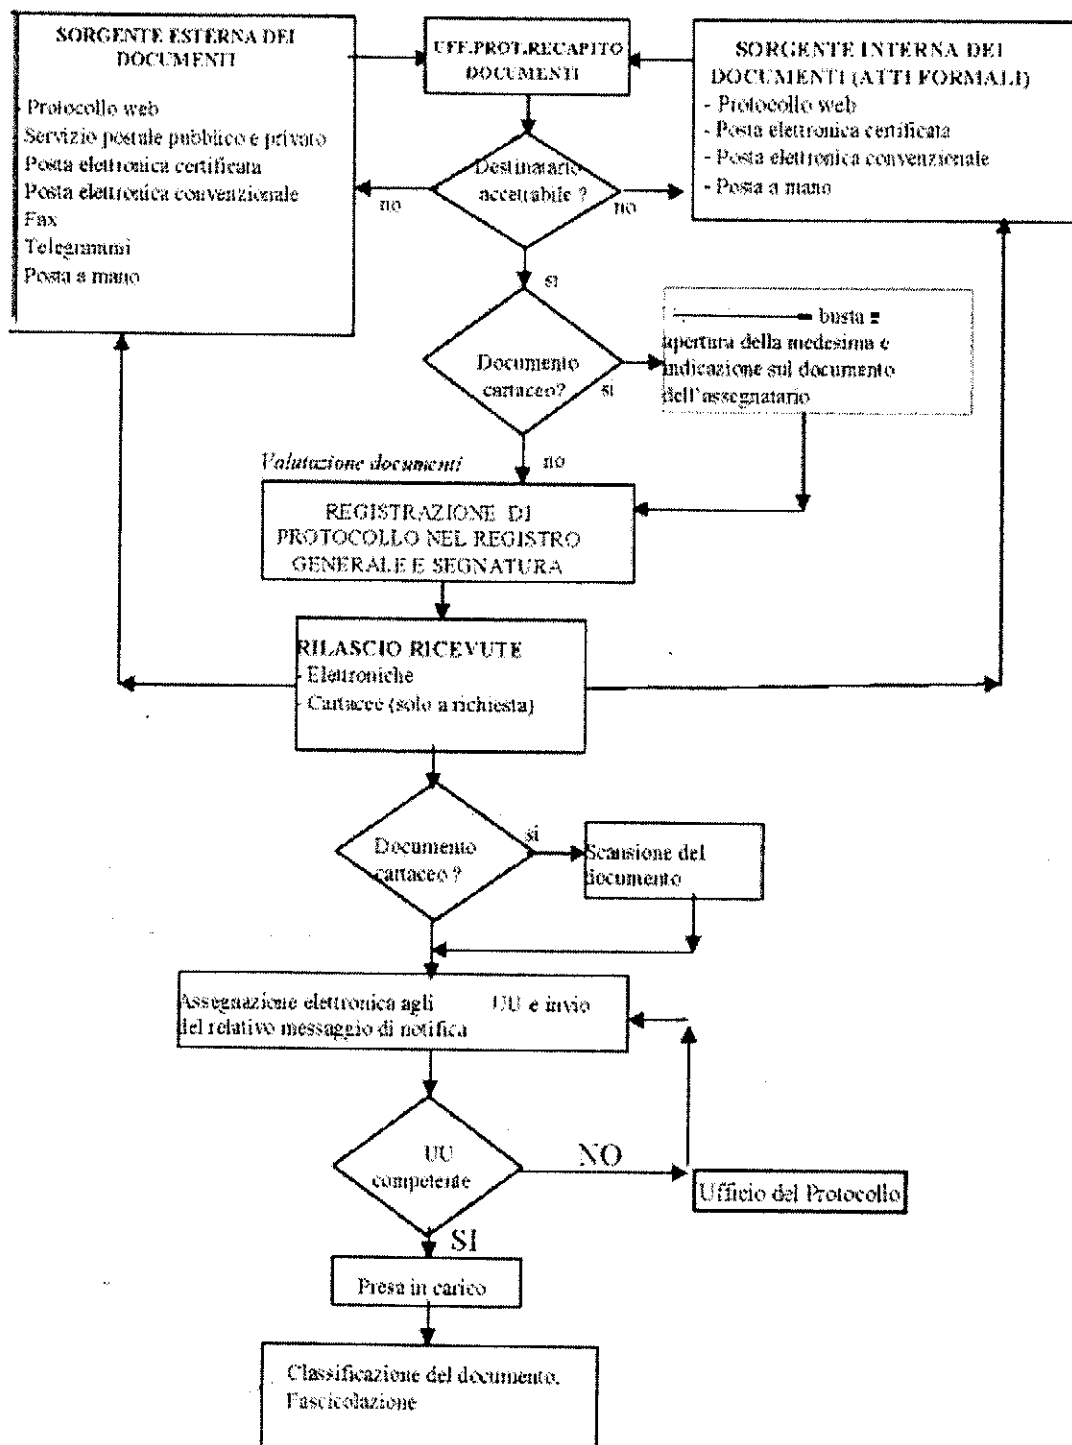 SORGENTE ESTERNA DEI
DOCUMENTI
- Protocollo web
Servizio postale pubblico e privato
Posta elettronica certificata
Posta elettronica convenzionale
Fax
Telegrammi
Posta a mano
UFF.PROT.RECAPITO
DOCUMENTI
SORGENTE INTERNA DEI
DOCUMENTI (ATTI FORMALI)
- Protocollo web
- Posta elettronica certificata
- Posta elettronica convenzionale
- Posta a mano
Destinatario
accettabile ?
no
no
si
Documento
cartaceo?
si
busta =
apertura della medesima e
indicazione sul documento
dell'assegnatario
Valutazione documenti
no
REGISTRAZIONE DI
PROTOCOLLO NEL REGISTRO
GENERALE E SEGNATURA
RILASCIO RICEVUTE
- Elettroniche
- Cartacee (solo a richiesta)
Documento
cartaceo ?
si
Scansione del
documento
Assegnazione elettronica agli UU e invio
del relativo messaggio di notifica
UU
competente
NO
Ufficio del Protocollo
SI
Presa in carico
Classificazione del documento.
Fascicolazione